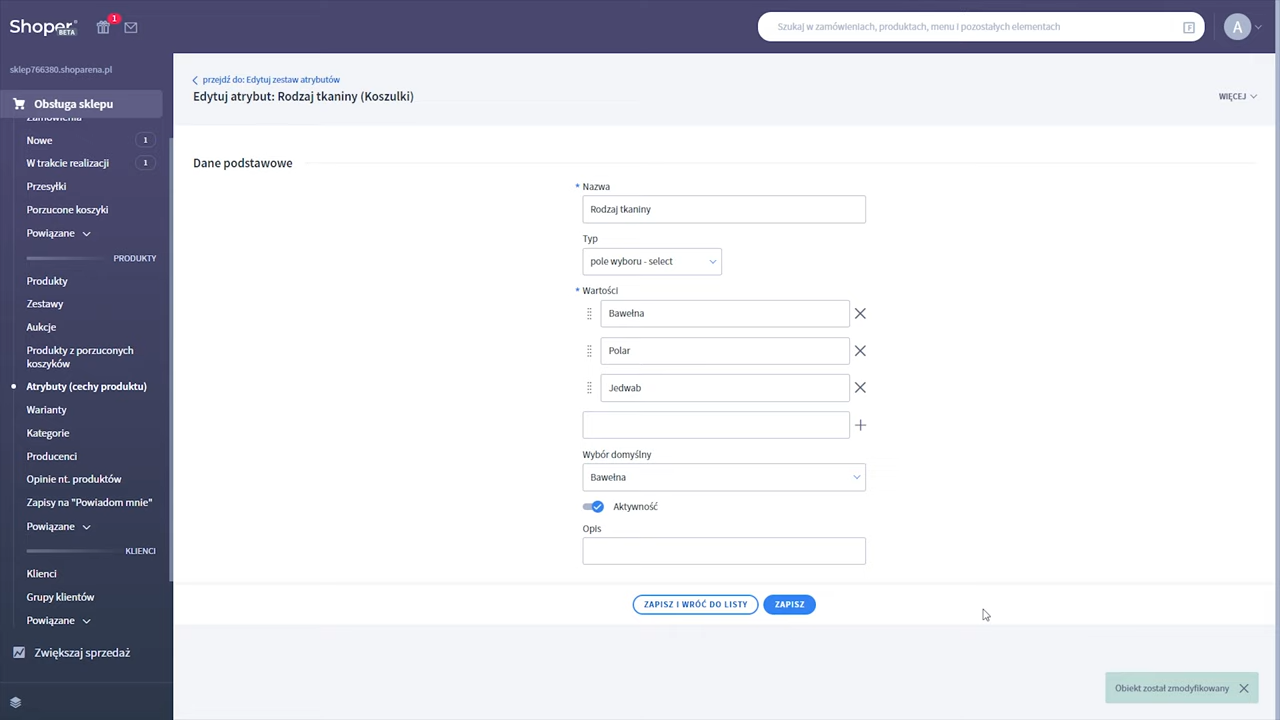 Shoper BETA
1
Szukaj w zamówieniach, produktach, menu i pozostałych elementach
F
A
sklep766380.shoparena.pl
Obsługa sklepu
Zamówienia
Nowe 1
W trakcie realizacji 1
Przesyłki
Porzucone koszyki
Powiązane
PRODUKTY
Produkty
Zestawy
Aukcje
Produkty z porzuconych
koszyków
Atrybuty (cechy produktu)
Warianty
Kategorie
Producenci
Opinie nt. produktów
Zapisy na "Powiadom mnie"
Powiązane
KLIENCI
Klienci
Grupy klientów
Powiązane
Zwiększaj sprzedaż
przejdź do: Edytuj zestaw atrybutów
Edytuj atrybut: Rodzaj tkaniny (Koszulki)
WIĘCEJ
Dane podstawowe
* Nazwa
Rodzaj tkaniny
Typ
pole wyboru - select
* Wartości
Bawełna
Polar
Jedwab
Wybór domyślny
Bawełna
Aktywność
Opis
ZAPISZ I WRÓĆ DO LISTY
ZAPISZ
Obiekt został zmodyfikowany